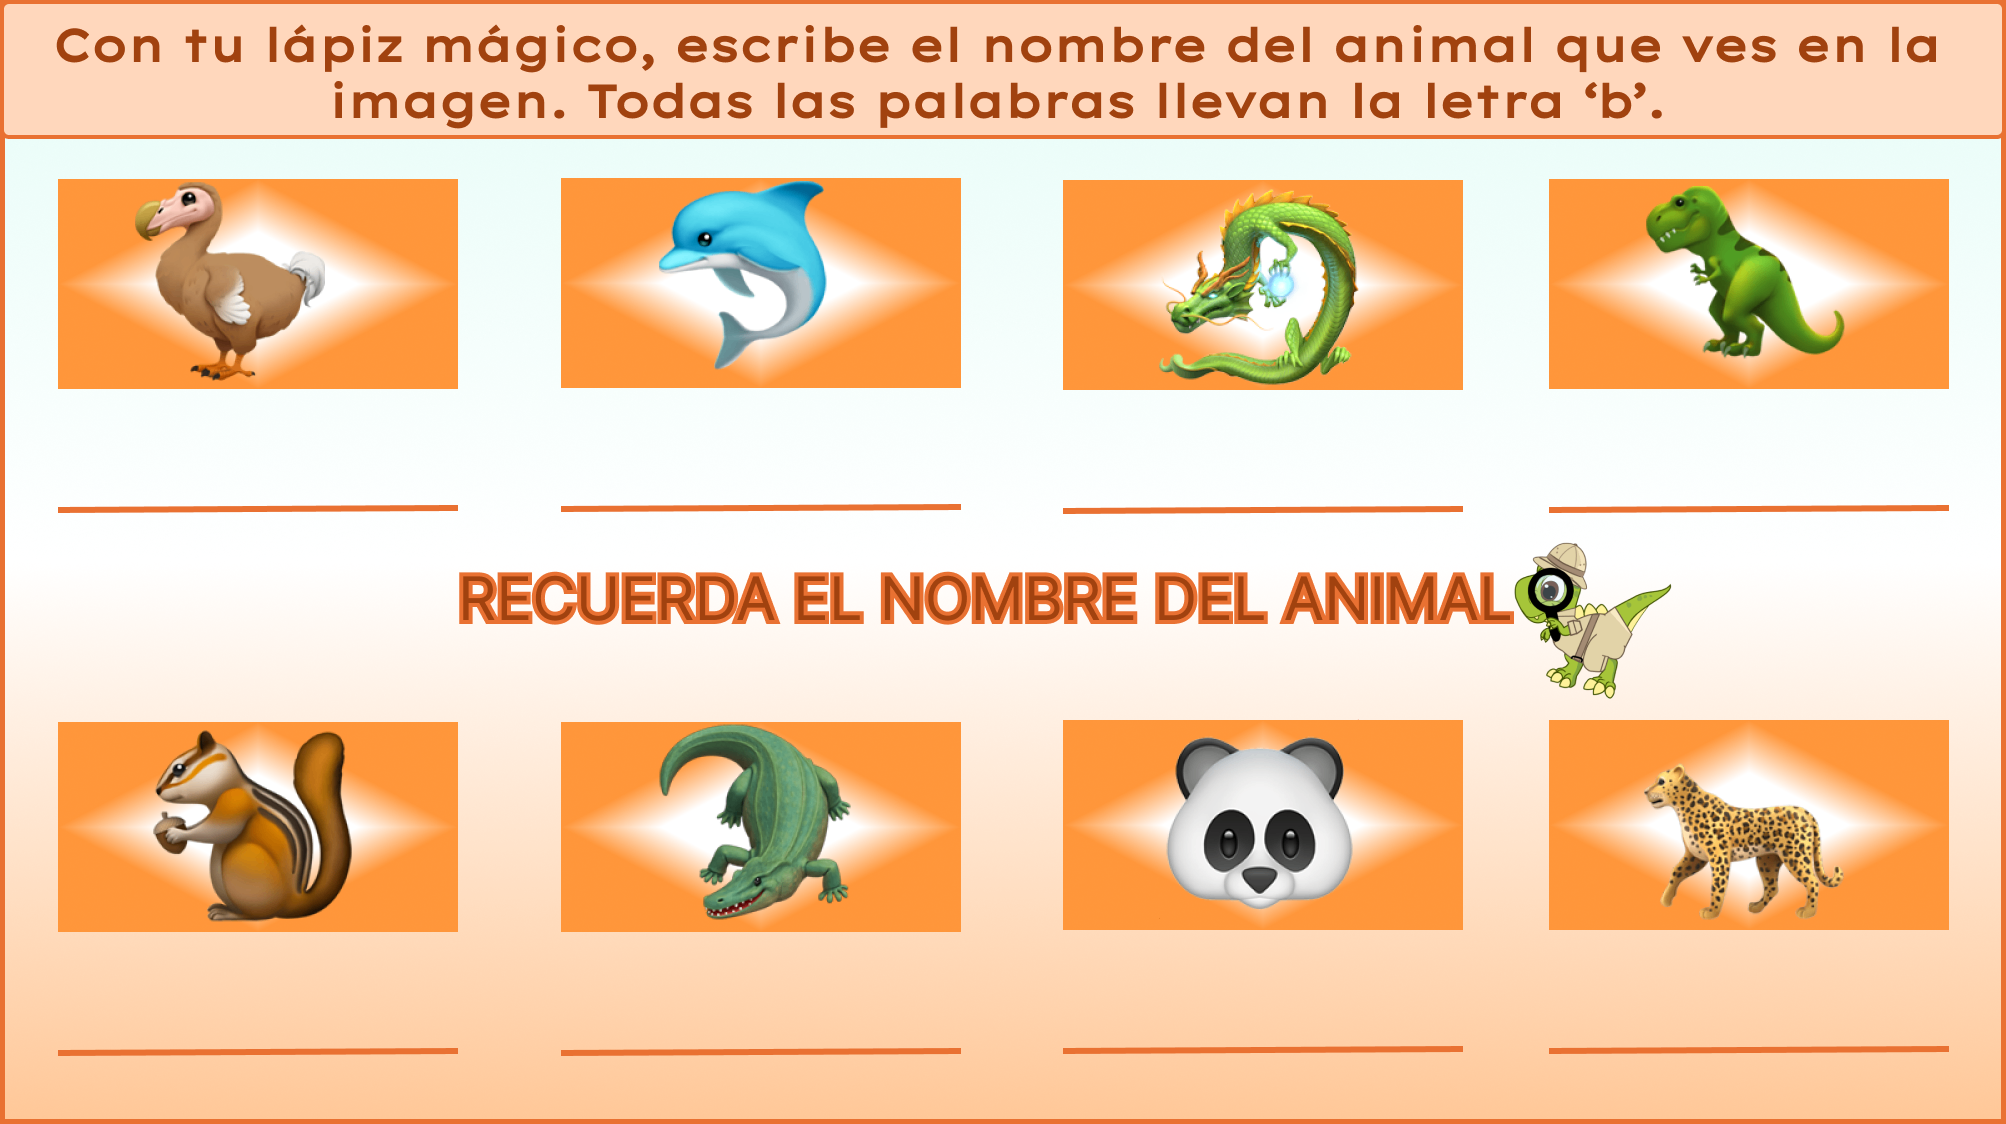 Con tu lápiz mágico, escribe el nombre del animal que ves en la
imagen. Todas las palabras llevan la letra ‘b’.
RECUERDA EL NOMBRE DEL ANIMAL